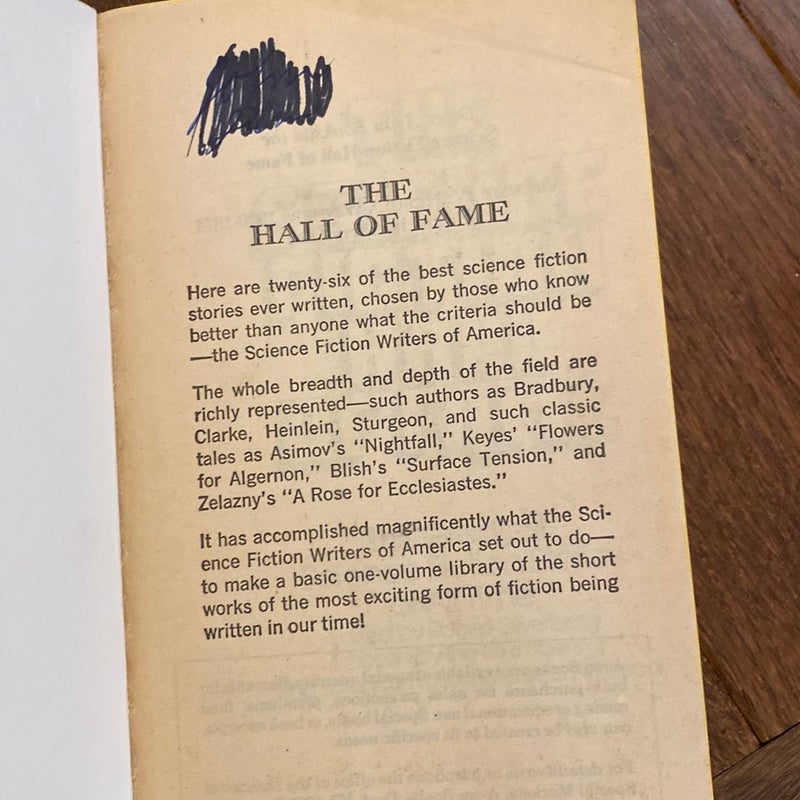 THE
HALL OF FAME
Here are twenty-six of the best science fiction
stories ever written, chosen by those who know
better than anyone what the criteria should be
—the Science Fiction Writers of America.
The whole breadth and depth of the field are
richly represented—such authors as Bradbury,
Clarke, Heinlein, Sturgeon, and such classic
tales as Asimov's "Nightfall," Keyes' "Flowers
for Algernon," Blish's "Surface Tension," and
Zelazny's "A Rose for Ecclesiastes."
It has accomplished magnificently what the Sci-
ence Fiction Writers of America set out to do—
to make a basic one-volume library of the short
works of the most exciting form of fiction being
written in our time!